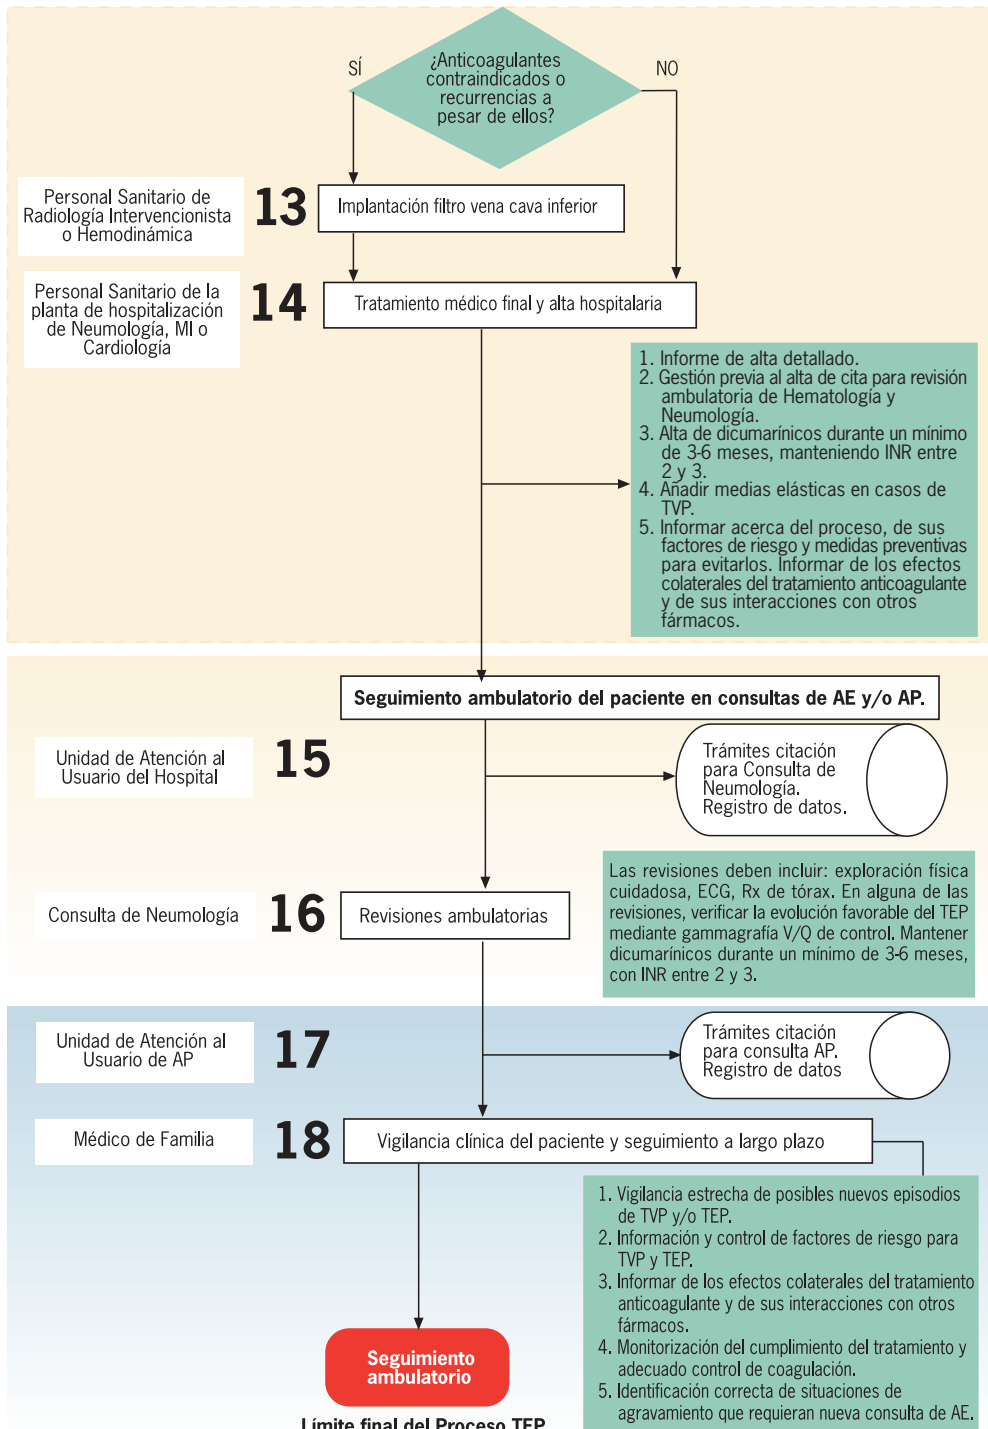 ¿Anticoagulantes
contraindicados o
recurrencias a
pesar de ellos?
SÍ
NO
Personal Sanitario de
Radiología Intervencionista
o Hemodinámica
13
Implantación filtro vena cava inferior
Personal Sanitario de la
planta de hospitalización
de Neumología, MI o
Cardiología
14
Tratamiento médico final y alta hospitalaria
1. Informe de alta detallado.
2. Gestión previa al alta de cita para revisión
ambulatoria de Hematología y
Neumología.
3. Alta de dicumarínicos durante un mínimo
de 3-6 meses, manteniendo INR entre
2 y 3.
4. Añadir medias elásticas en casos de
TVP.
5. Informar acerca del proceso, de sus
factores de riesgo y medidas preventivas
para evitarlos. Informar de los efectos
colaterales del tratamiento anticoagulante
y de sus interacciones con otros
fármacos.
Seguimiento ambulatorio del paciente en consultas de AE y/o AP.
Unidad de Atención al
Usuario del Hospital
15
Trámites citación
para Consulta de
Neumología.
Registro de datos.
Consulta de Neumología
16
Revisiones ambulatorias
Las revisiones deben incluir: exploración física
cuidadosa, ECG, Rx de tórax. En alguna de las
revisiones, verificar la evolución favorable del TEP
mediante gammagrafía V/Q de control. Mantener
dicumarínicos durante un mínimo de 3-6 meses,
con INR entre 2 y 3.
Unidad de Atención al
Usuario de AP
17
Trámites citación
para consulta AP.
Registro de datos
Médico de Familia
18
Vigilancia clínica del paciente y seguimiento a largo plazo
1. Vigilancia estrecha de posibles nuevos episodios
de TVP y/o TEP.
2. Información y control de factores de riesgo para
TVP y TEP.
3. Informar de los efectos colaterales del tratamiento
anticoagulante y de sus interacciones con otros
fármacos.
4. Monitorización del cumplimiento del tratamiento y
adecuado control de coagulación.
5. Identificación correcta de situaciones de
agravamiento que requieran nueva consulta de AE.
Seguimiento
ambulatorio
Límite final del Proceso TEP